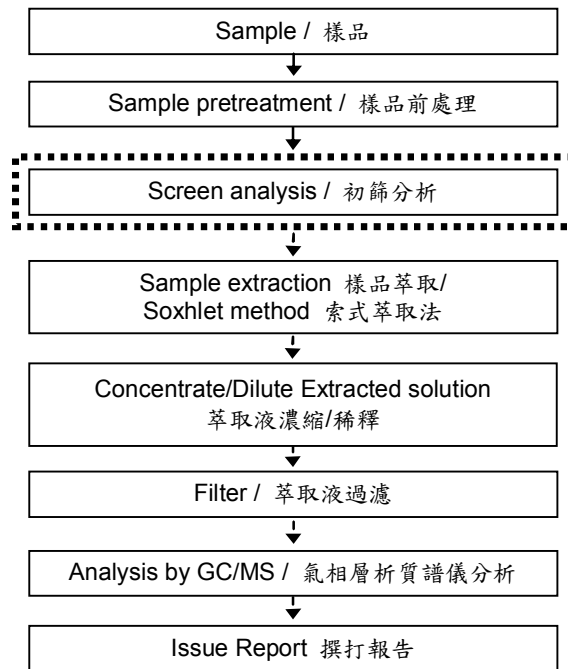 Sample / 樣品
Sample pretreatment / 樣品前處理
Screen analysis / 初篩分析
Sample extraction 樣品萃取/
Soxhlet method 索式萃取法
Concentrate/Dilute Extracted solution
萃取液濃縮/稀釋
Filter / 萃取液過濾
Analysis by GC/MS / 氣相層析質譜儀分析
Issue Report 撰打報告